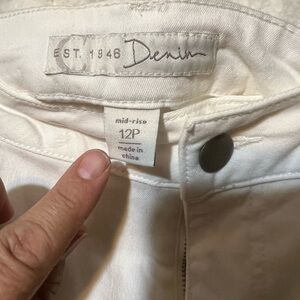 EST. 1946 Denim
mid-rise
12P
made in
china